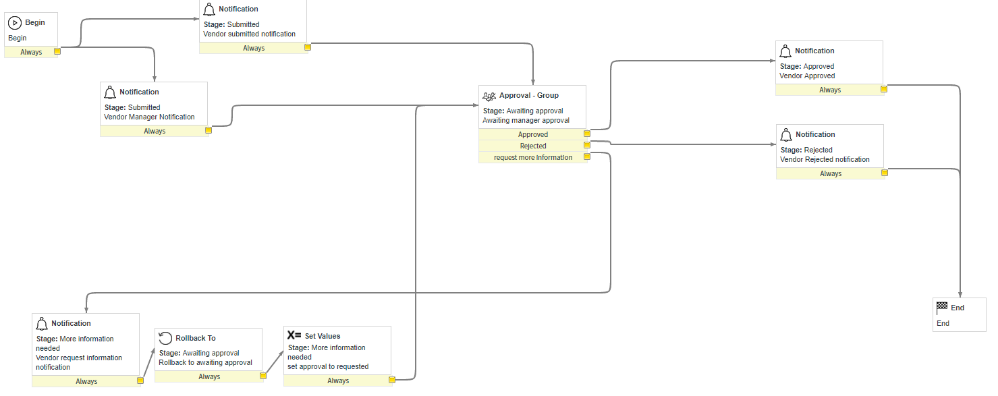 Begin
Begin
Always
Notification
Stage: Submitted
Vendor submitted notification
Always
Notification
Stage: Submitted
Vendor Manager Notification
Always
Approval - Group
Stage: Awaiting approval
Awaiting manager approval
Approved
Rejected
request more Information
Notification
Stage: Approved
Vendor Approved
Always
Notification
Stage: Rejected
Vendor Rejected notification
Always
End
End
Notification
Stage: More information
needed
Vendor request information
notification
Always
Rollback To
Stage: Awaiting approval
Rollback to awaiting approval
Always
X= Set Values
Stage: More information
needed
set approval to requested
Always